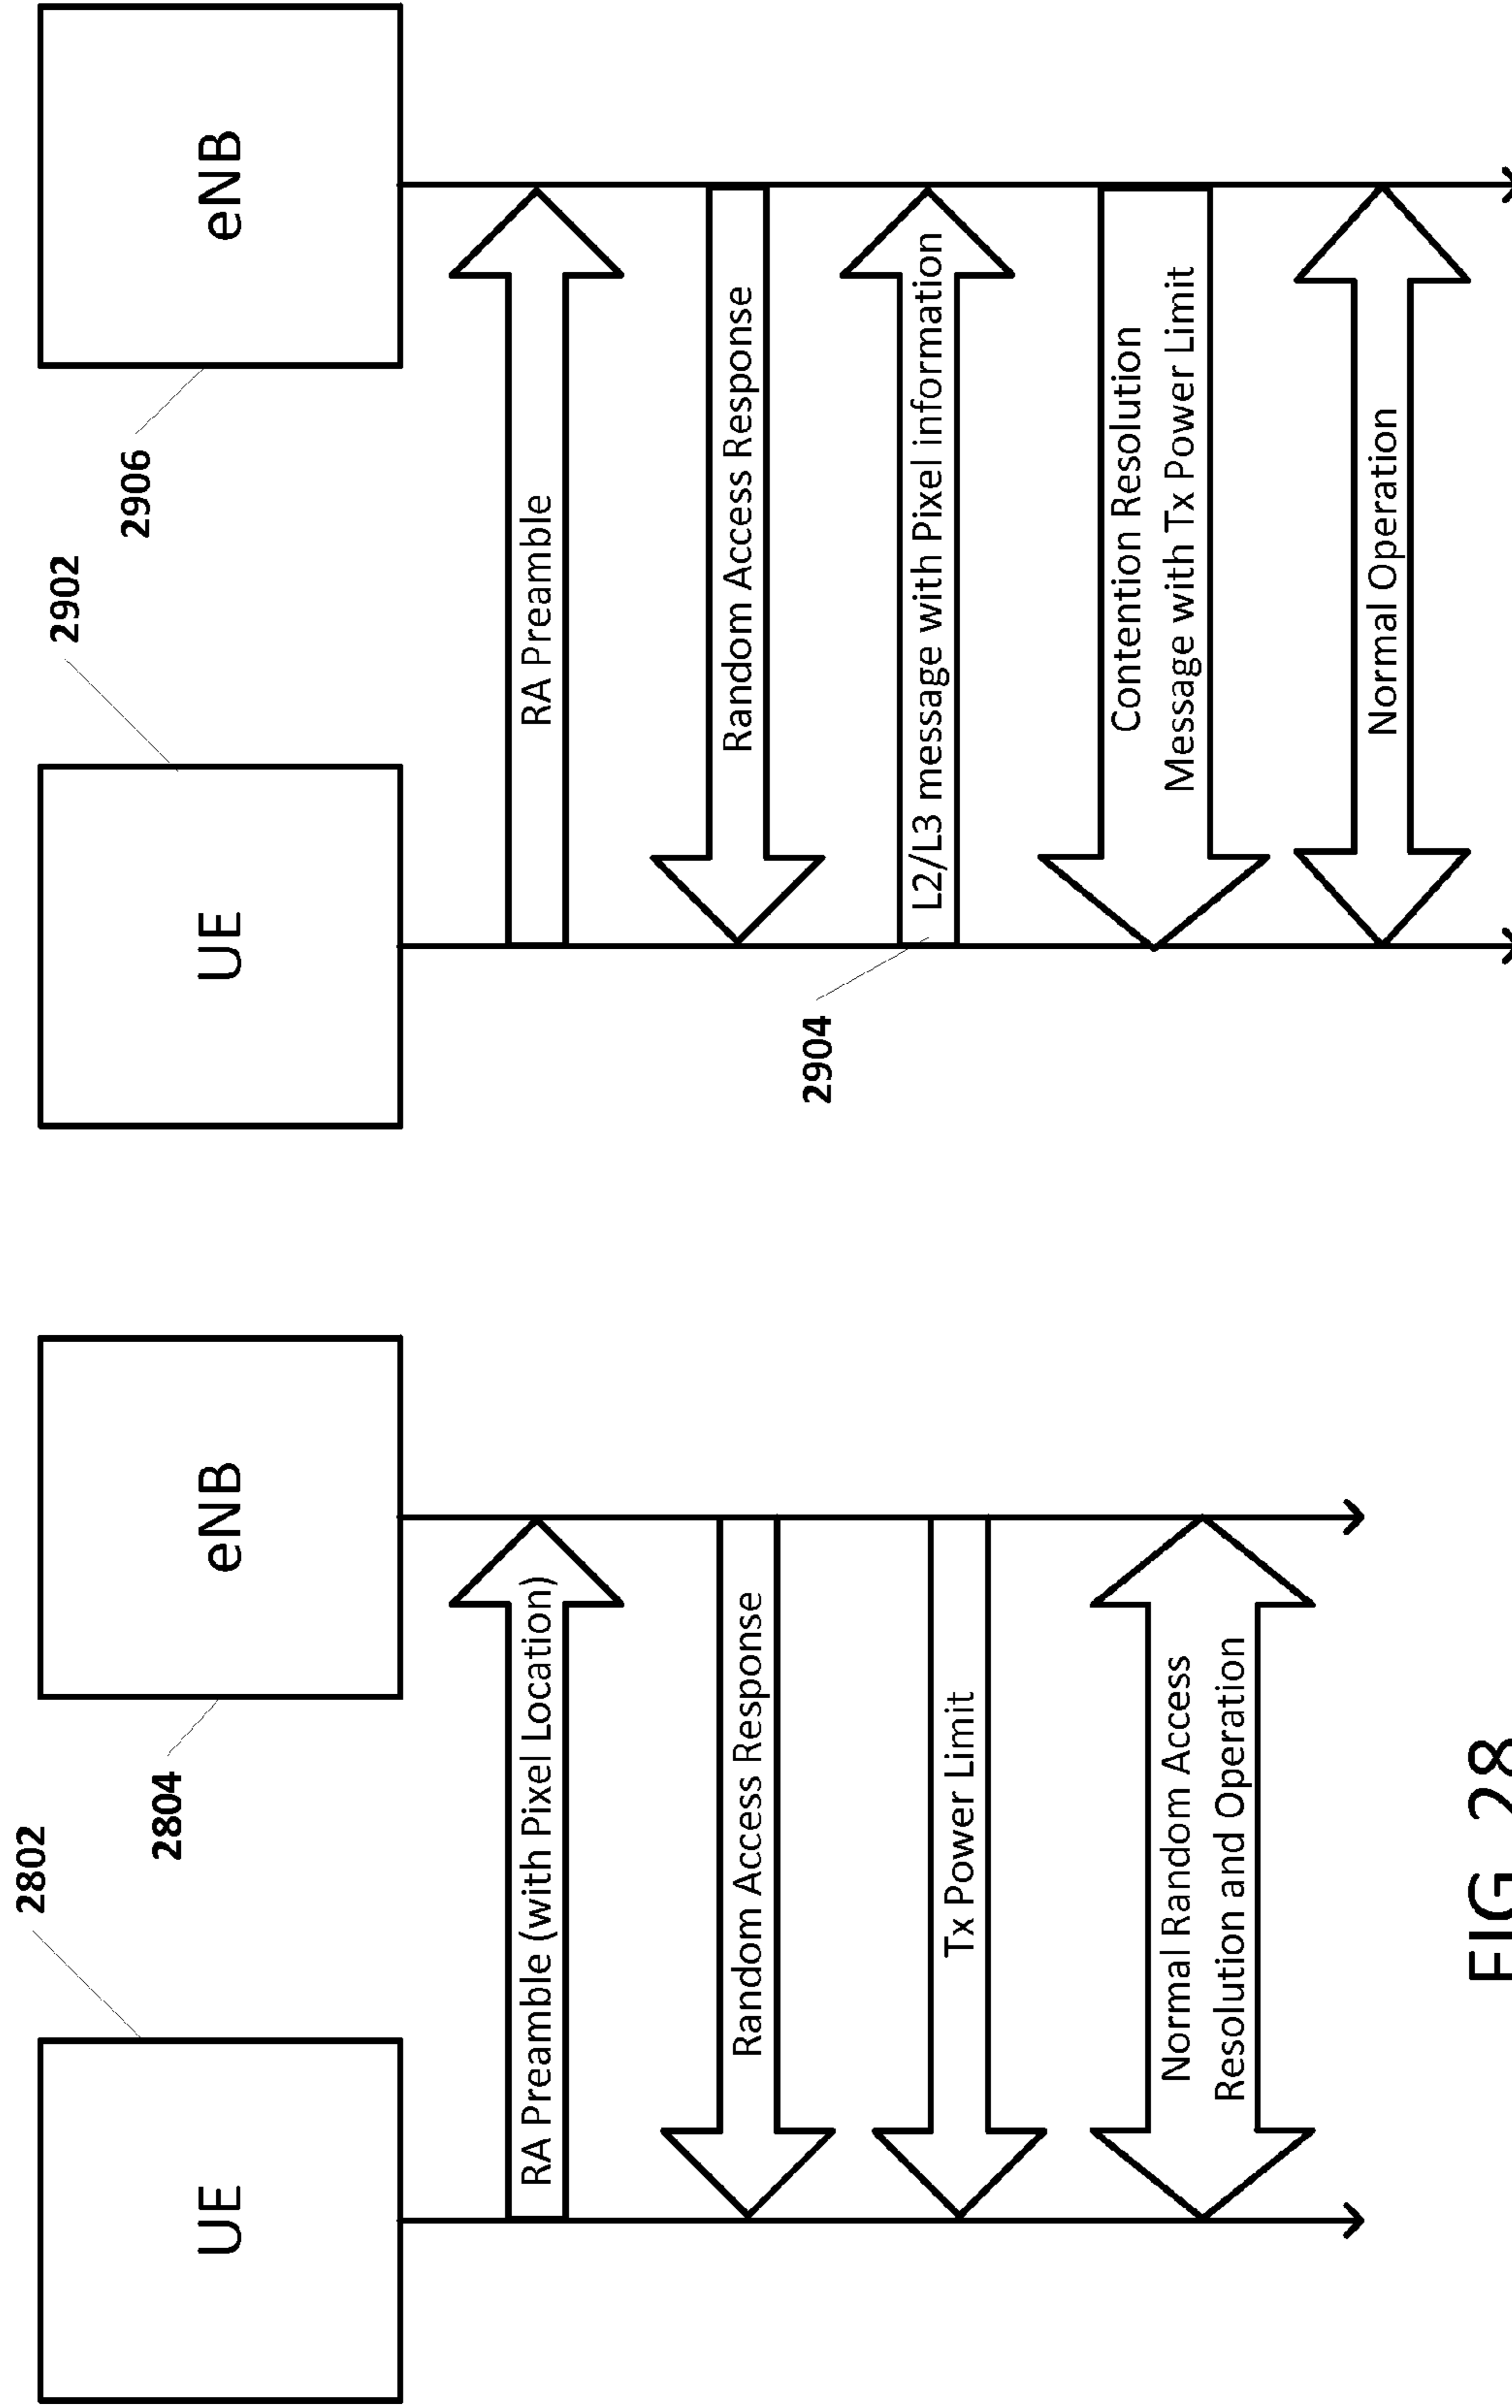 2802
2804
UE
eNB
RA Preamble (with Pixel Location)
Random Access Response
Tx Power Limit
Normal Random Access
Resolution and Operation
FIG. 28
2902
2906
UE
eNB
RA Preamble
Random Access Response
2904
L2/L3 message with Pixel information
Contention Resolution
Message with Tx Power Limit
Normal Operation